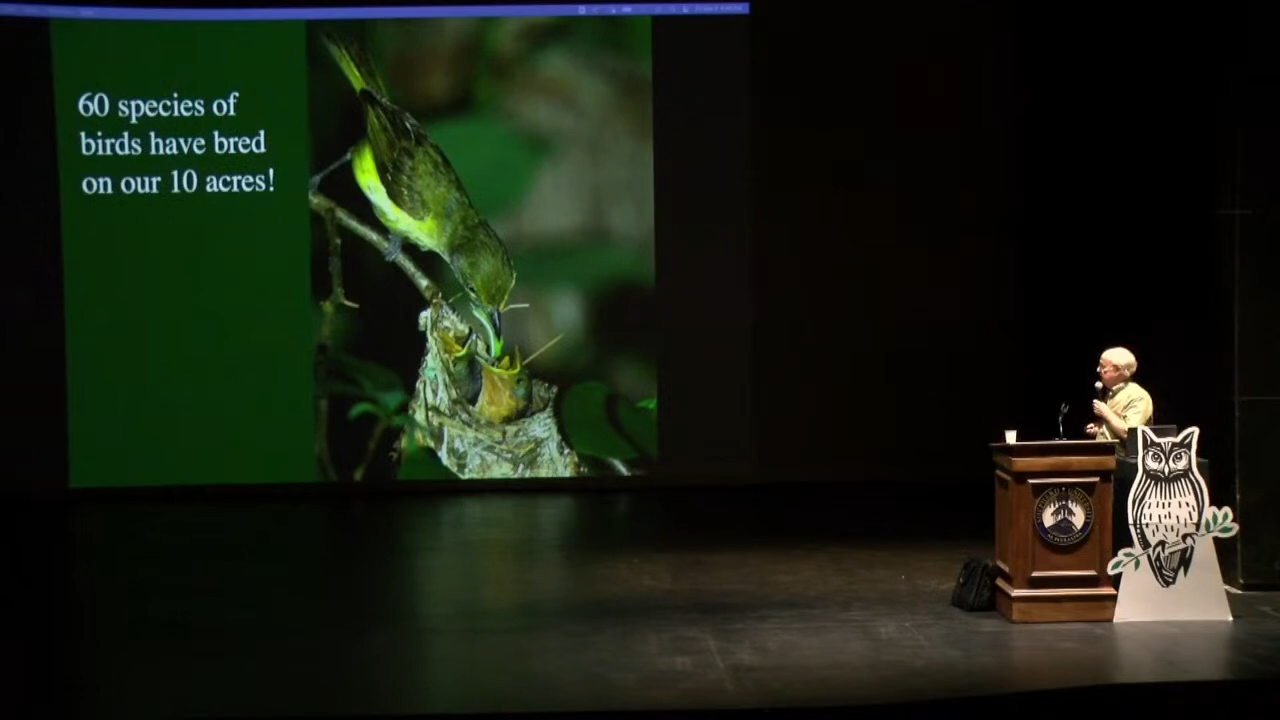 60 species of
birds have bred
on our 10 acres!